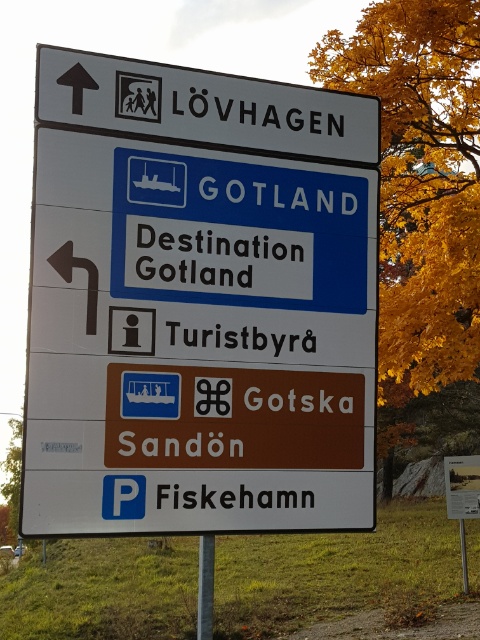 LÖVHAGEN
GOTLAND
Destination
Gotland
i Turistbyrå
Gotska
Sandön
P Fiskehamn